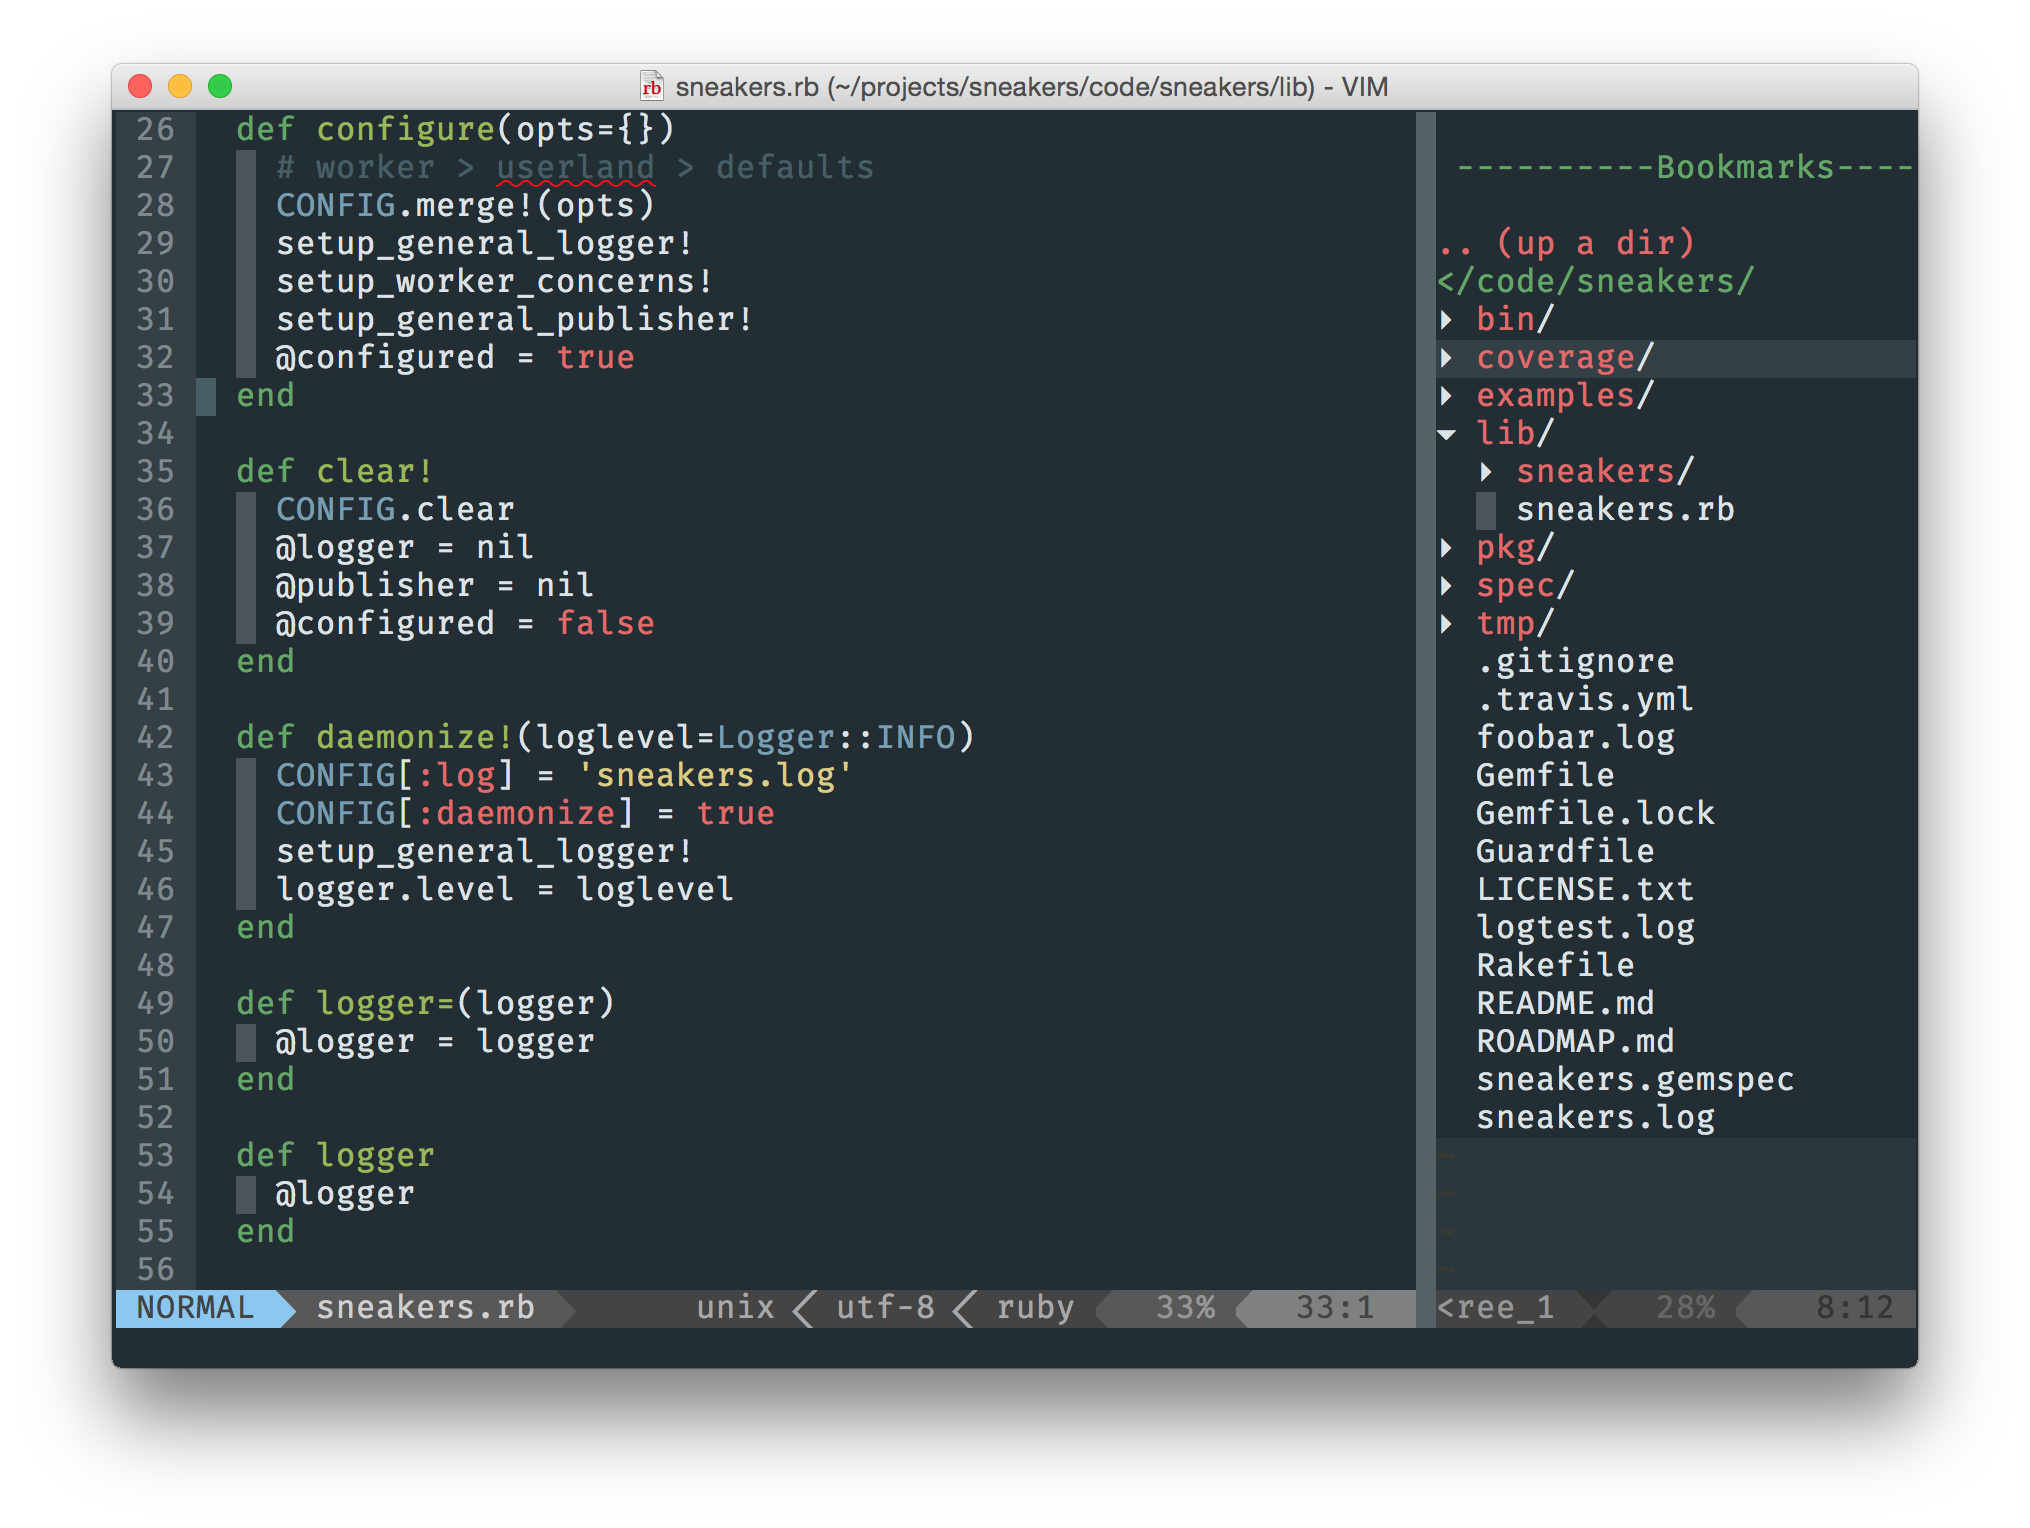 rb sneakers.rb (~/projects/sneakers/code/sneakers/lib) - VIM
26 def configure(opts={})
27 # worker > userland > defaults
28 CONFIG.merge!(opts)
29 setup_general_logger!
30 setup_worker_concerns!
31 setup_general_publisher!
32 @configured = true
33 end
34
35 def clear!
36 CONFIG.clear
37 @logger = nil
38 @publisher = nil
39 @configured = false
40 end
41
42 def daemonize!(loglevel=Logger::INFO)
43 CONFIG[:log] = 'sneakers.log'
44 CONFIG[:daemonize] = true
45 setup_general_logger!
46 logger.level = loglevel
47 end
48
49 def logger=(logger)
50 @logger = logger
51 end
52
53 def logger
54 @logger
55 end
56
NORMAL sneakers.rb unix utf-8 ruby 33% 33:1
----------Bookmarks----
.. (up a dir)
</code/sneakers/
bin/
coverage/
examples/
lib/
sneakers/
sneakers.rb
pkg/
spec/
tmp/
.gitignore
.travis.yml
foobar.log
Gemfile
Gemfile.lock
Guardfile
LICENSE.txt
logtest.log
Rakefile
README.md
ROADMAP.md
sneakers.gemspec
sneakers.log
~
~
~
~
<ree_1 28% 8:12